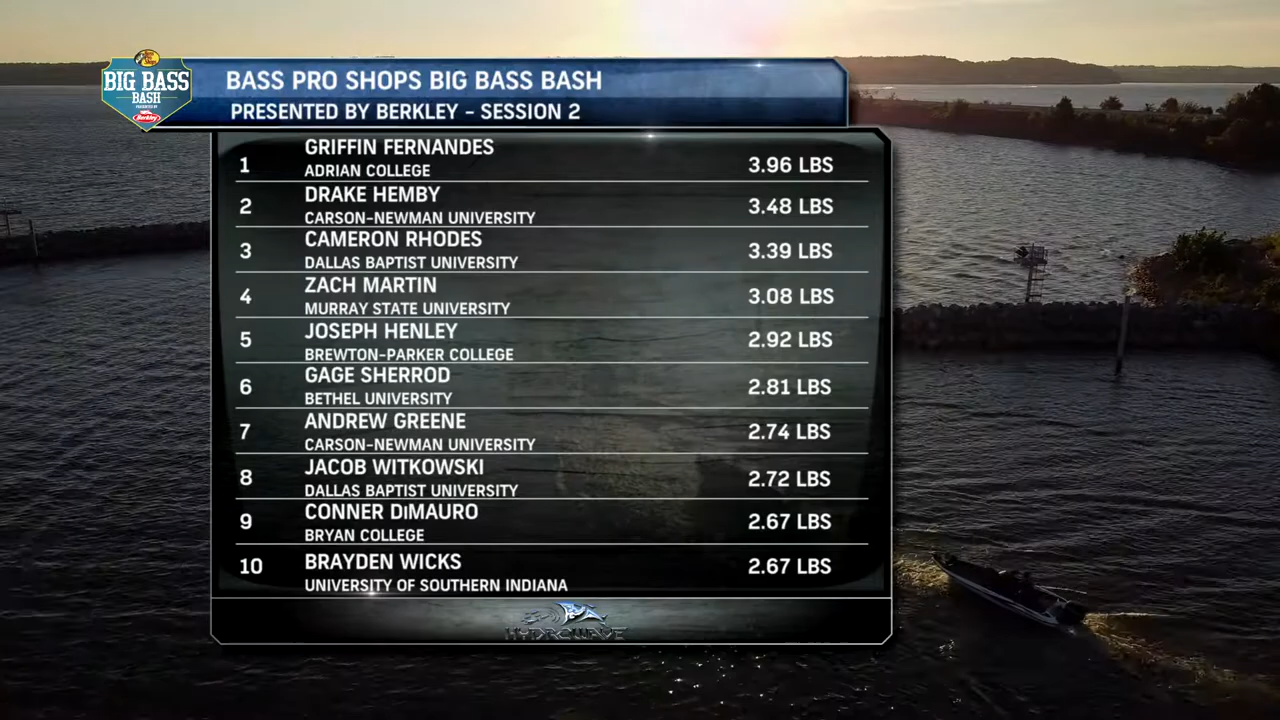 Bass Pro Shops
BIG BASS
BASH
PRESENTED BY
Berkley
BASS PRO SHOPS BIG BASS BASH
PRESENTED BY BERKLEY - SESSION 2
1 GRIFFIN FERNANDES 3.96 LBS
ADRIAN COLLEGE
2 DRAKE HEMBY 3.48 LBS
CARSON-NEWMAN UNIVERSITY
3 CAMERON RHODES 3.39 LBS
DALLAS BAPTIST UNIVERSITY
4 ZACH MARTIN 3.08 LBS
MURRAY STATE UNIVERSITY
5 JOSEPH HENLEY 2.92 LBS
BREWTON-PARKER COLLEGE
6 GAGE SHERROD 2.81 LBS
BETHEL UNIVERSITY
7 ANDREW GREENE 2.74 LBS
CARSON-NEWMAN UNIVERSITY
8 JACOB WITKOWSKI 2.72 LBS
DALLAS BAPTIST UNIVERSITY
9 CONNER DiMAURO 2.67 LBS
BRYAN COLLEGE
10 BRAYDEN WICKS 2.67 LBS
UNIVERSITY OF SOUTHERN INDIANA
HYDROWAVE